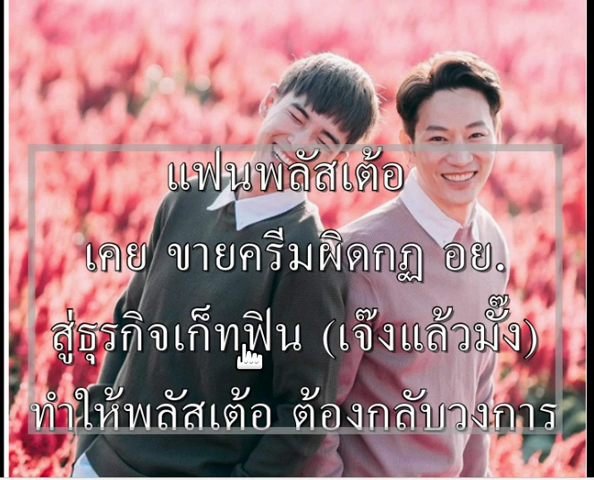 แฟนพลัสเต้อ
เคย ขายครีมผิดกฏ อย.
สู่ธุรกิจเก็ทฟิน (เจ๊งแล้วมั๊ง)
ทำให้พลัสเต้อ ต้องกลับวงการ